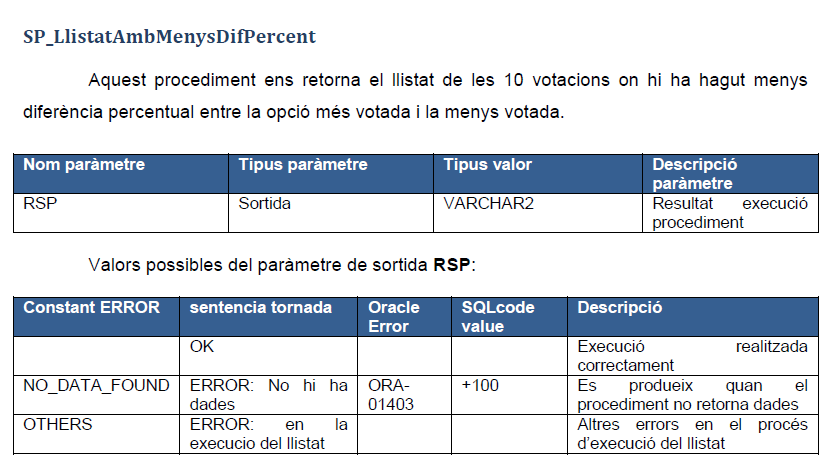 SP_LlistatAmbMenysDifPercent
Aquest procediment ens retorna el llistat de les 10 votacions on hi ha hagut menys
diferència percentual entre la opció més votada i la menys votada.
Nom paràmetre Tipus paràmetre Tipus valor Descripció
paràmetre
RSP Sortida VARCHAR2 Resultat execució
procediment
Valors possibles del paràmetre de sortida RSP:
Constant ERROR sentencia tornada Oracle SQLcode Descripció
Error value
OK Execució realitzada
correctament
NO_DATA_FOUND ERROR: No hi ha ORA- +100 Es produeix quan el
dades 01403 procediment no retorna dades
OTHERS ERROR: en la Altres errors en el procés
execucio del llistat d'execució del llistat